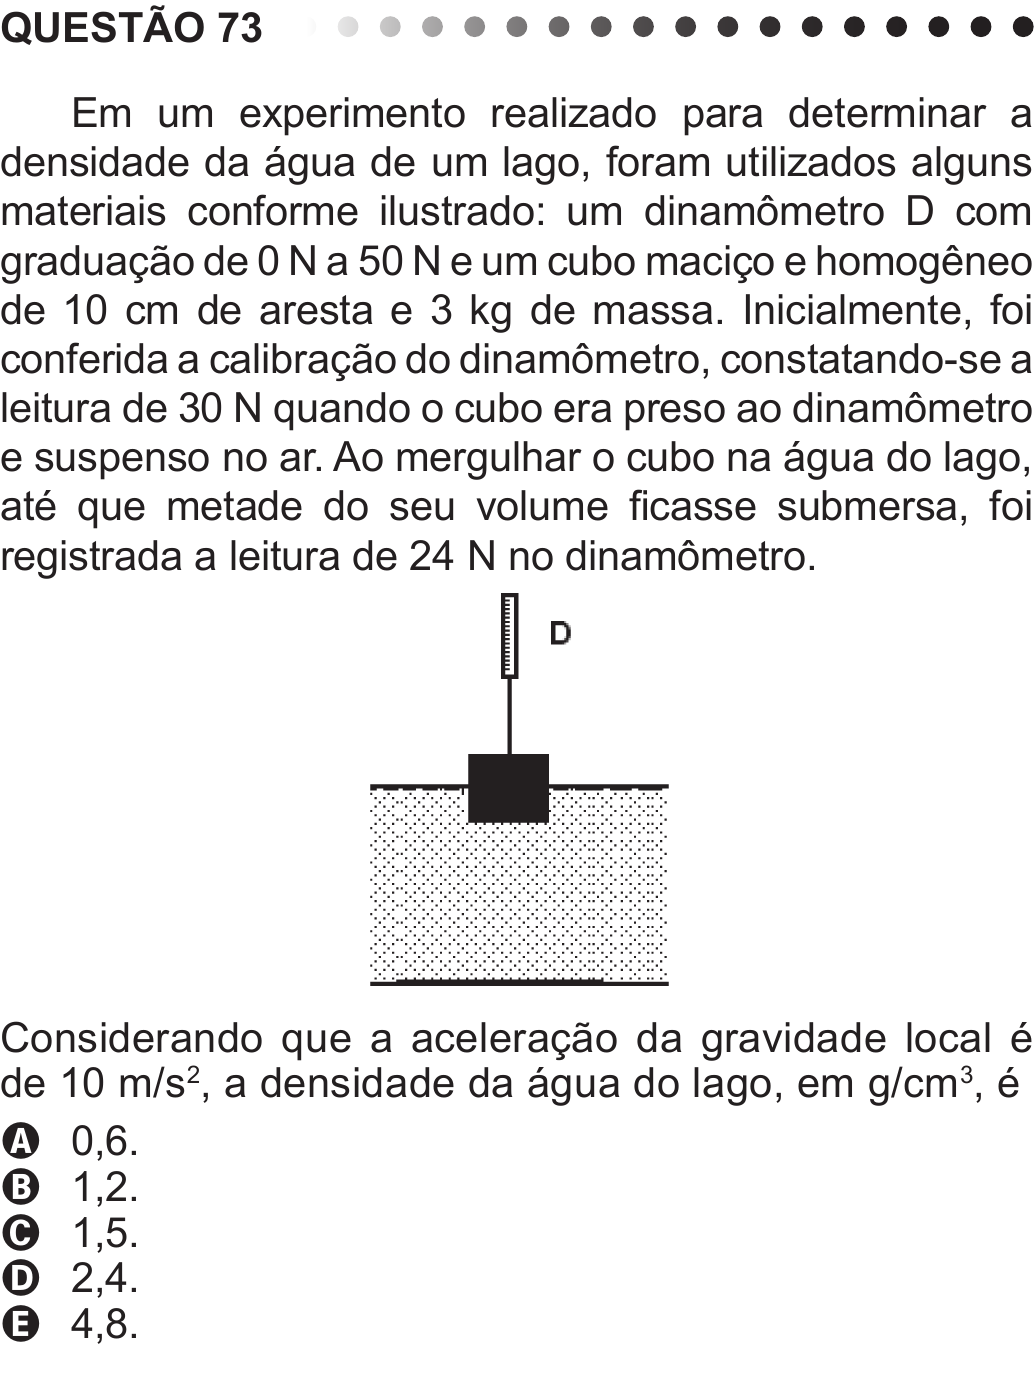 QUESTÃO 73
Em um experimento realizado para determinar a
densidade da água de um lago, foram utilizados alguns
materiais conforme ilustrado: um dinamômetro D com
graduação de 0 N a 50 N e um cubo maciço e homogêneo
de 10 cm de aresta e 3 kg de massa. Inicialmente, foi
conferida a calibração do dinamômetro, constatando-se a
leitura de 30 N quando o cubo era preso ao dinamômetro
e suspenso no ar. Ao mergulhar o cubo na água do lago,
até que metade do seu volume ficasse submersa, foi
registrada a leitura de 24 N no dinamômetro.
D
Considerando que a aceleração da gravidade local é
de 10 m/s², a densidade da água do lago, em g/cm³, é
A 0,6.
B 1,2.
C 1,5.
D 2,4.
E 4,8.